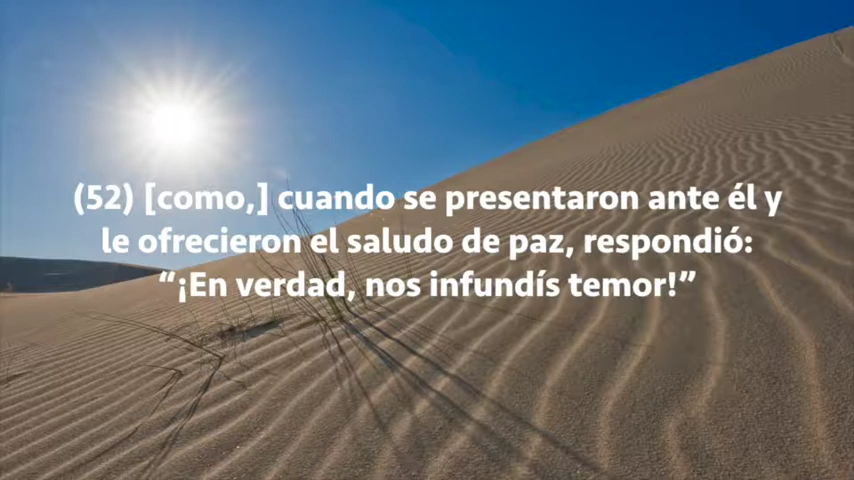 (52) [como,] cuando se presentaron ante él y
le ofrecieron el saludo de paz, respondió:
“¡En verdad, nos infundís temor!”